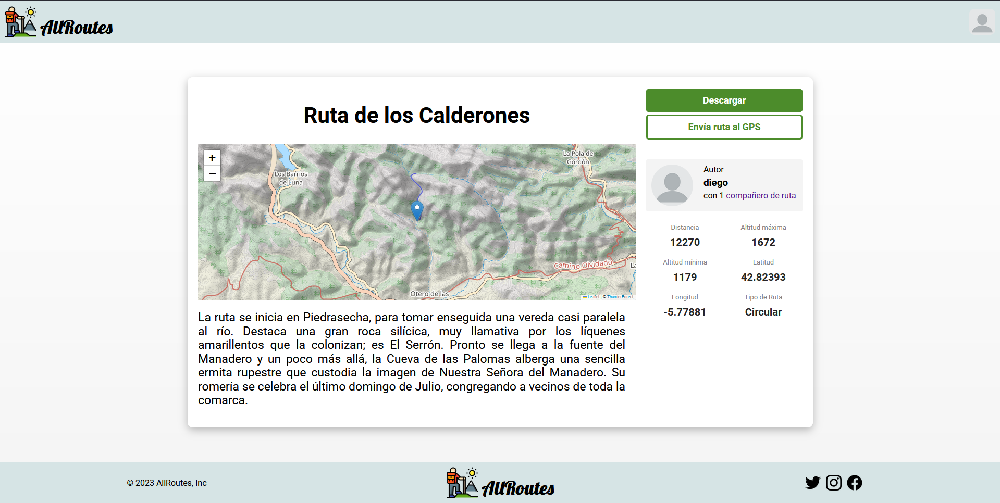 AllRoutes
Ruta de los Calderones
+
−
Los Barrios
de Luna
La Pola de
Gordón
Camino Olvidado
Otero de las
Leaflet | © ThunderForest
La ruta se inicia en Piedrasecha, para tomar enseguida una vereda casi paralela
al río. Destaca una gran roca silícica, muy llamativa por los líquenes
amarillentos que la colonizan; es El Serrón. Pronto se llega a la fuente del
Manadero y un poco más allá, la Cueva de las Palomas alberga una sencilla
ermita rupestre que custodia la imagen de Nuestra Señora del Manadero. Su
romería se celebra el último domingo de Julio, congregando a vecinos de toda la
comarca.
Descargar
Envía ruta al GPS
Autor
diego
con 1 compañero de ruta
Distancia
12270
Altitud máxima
1672
Altitud mínima
1179
Latitud
42.82393
Longitud
-5.77881
Tipo de Ruta
Circular
© 2023 AllRoutes, Inc
AllRoutes